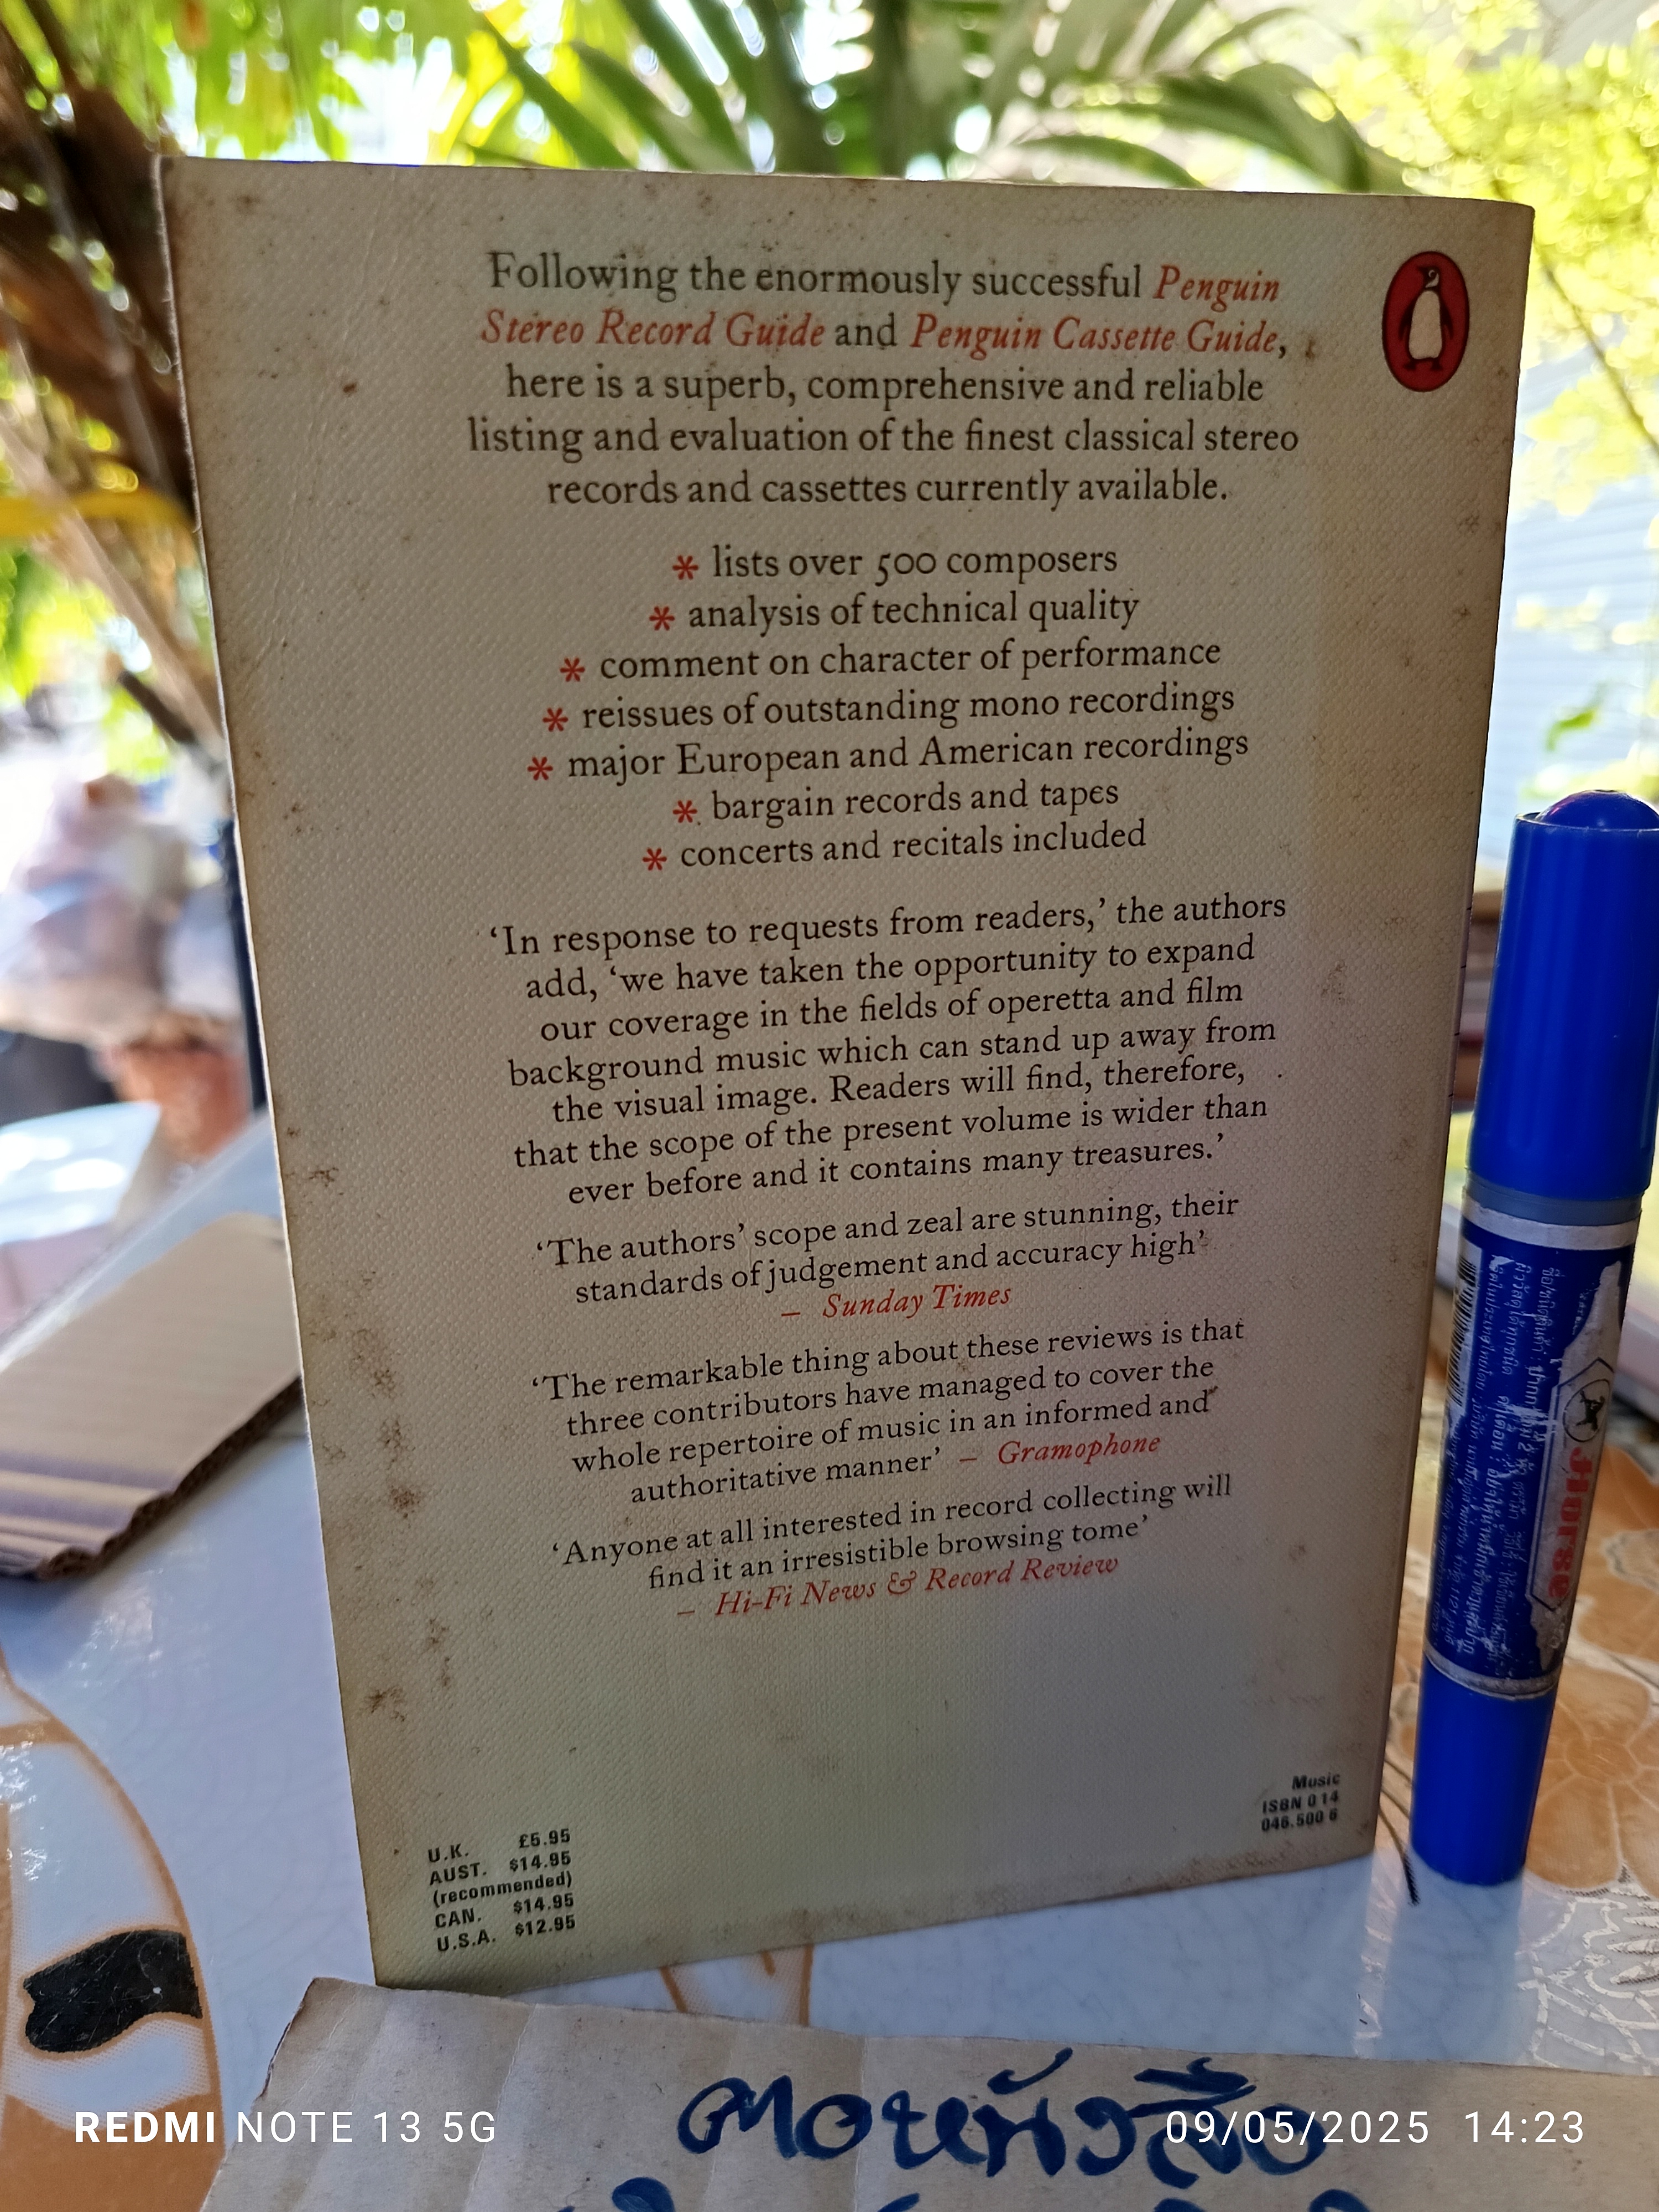 Following the enormously successful Penguin
Stereo Record Guide and Penguin Cassette Guide,
here is a superb, comprehensive and reliable
listing and evaluation of the finest classical stereo
records and cassettes currently available.
* lists over 500 composers
* analysis of technical quality
* comment on character of performance
* reissues of outstanding mono recordings
* major European and American recordings
* bargain records and tapes
* concerts and recitals included
‘In response to requests from readers,’ the authors
add, ‘we have taken the opportunity to expand
our coverage in the fields of operetta and film
background music which can stand up away from
the visual image. Readers will find, therefore,
that the scope of the present volume is wider than
ever before and it contains many treasures.’
‘The authors’ scope and zeal are stunning, their
standards of judgement and accuracy high’
– Sunday Times
‘The remarkable thing about these reviews is that
three contributors have managed to cover the
whole repertoire of music in an informed and
authoritative manner’ – Gramophone
‘Anyone at all interested in record collecting will
find it an irresistible browsing tome’
– Hi-Fi News & Record Review
U.K. £5.95
AUST. $14.95
(recommended)
CAN. $14.95
U.S.A. $12.95
Music
ISBN 0 14
046.500 6
Horse
REDMI NOTE 13 5G
09/05/2025 14:23